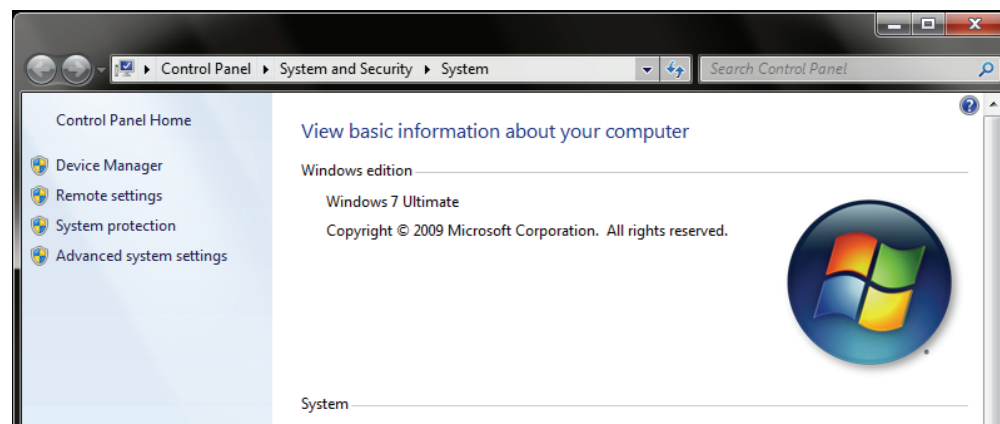 Control Panel ▸ System and Security ▸ System
Search Control Panel
Control Panel Home
Device Manager
Remote settings
System protection
Advanced system settings
View basic information about your computer
Windows edition
Windows 7 Ultimate
Copyright © 2009 Microsoft Corporation.  All rights reserved.
System